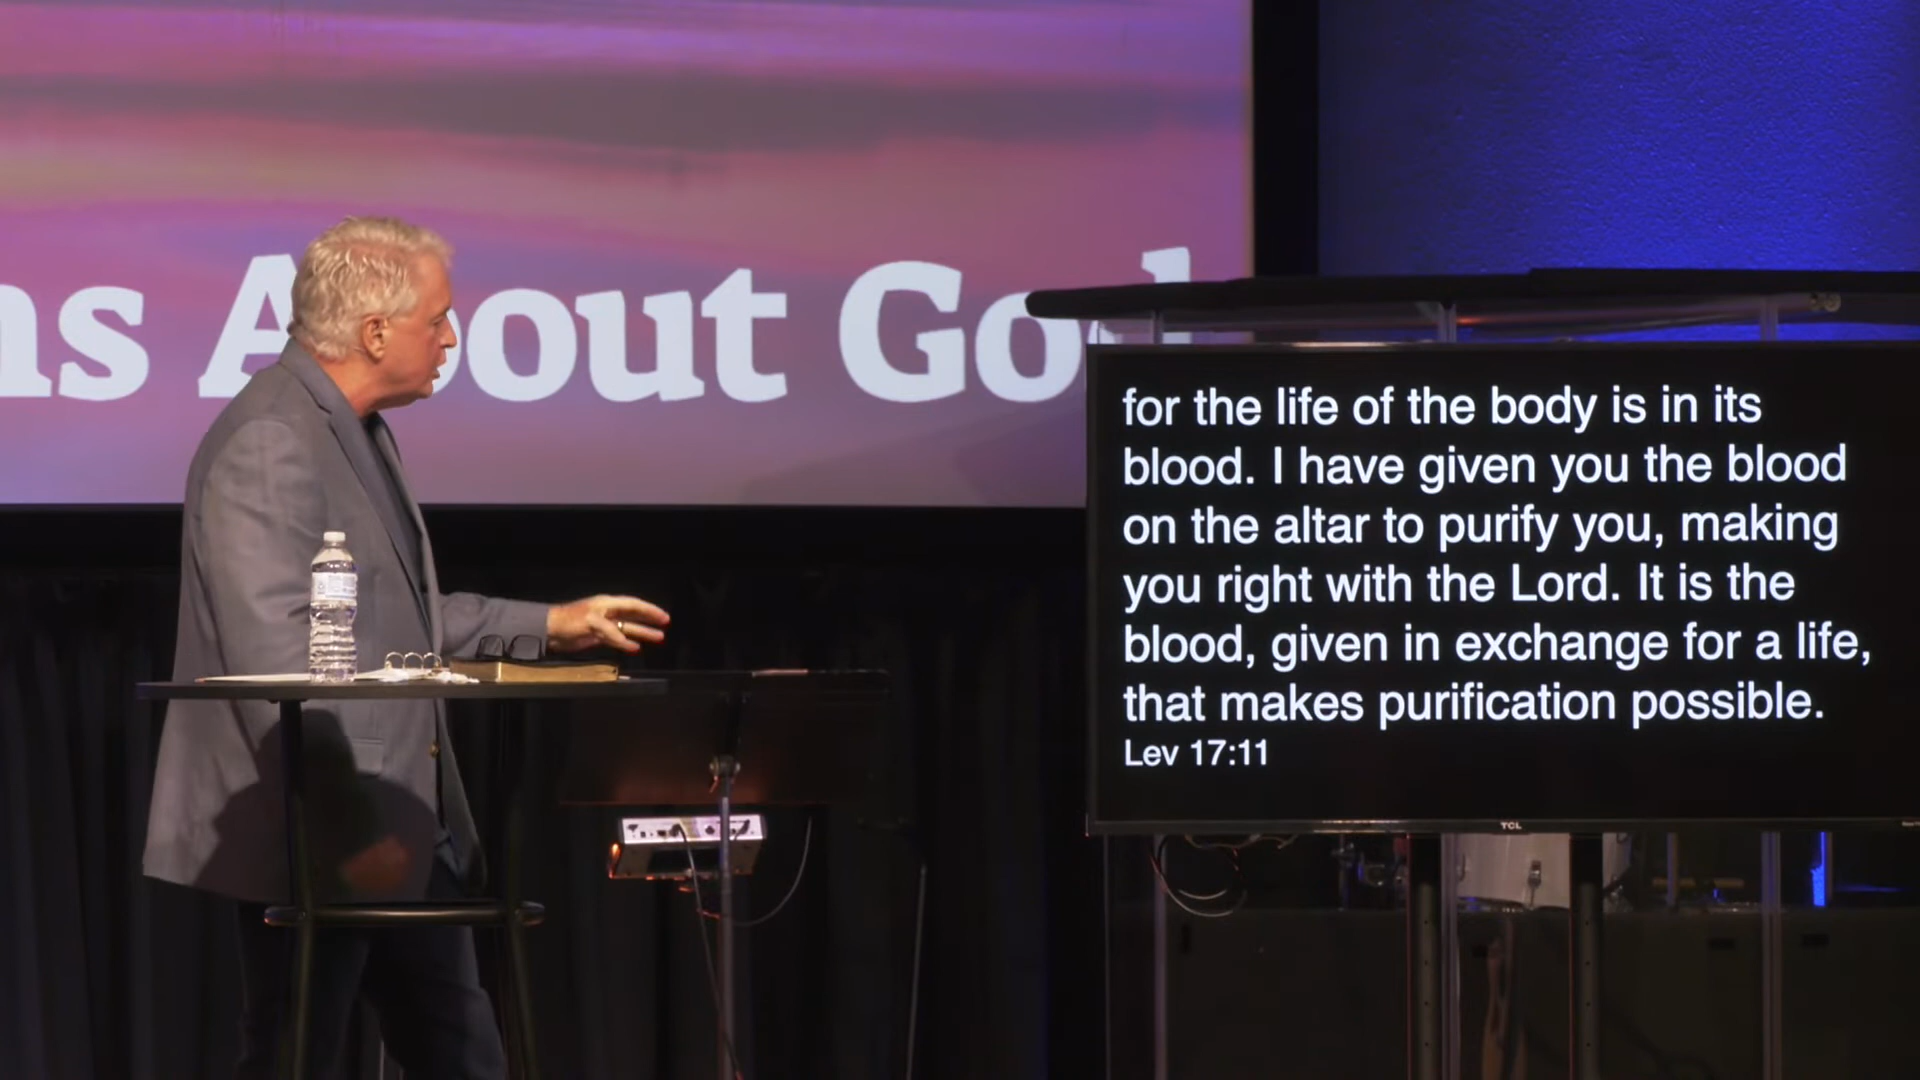 ns About God
for the life of the body is in its
blood. I have given you the blood
on the altar to purify you, making
you right with the Lord. It is the
blood, given in exchange for a life,
that makes purification possible.
Lev 17:11
TCL